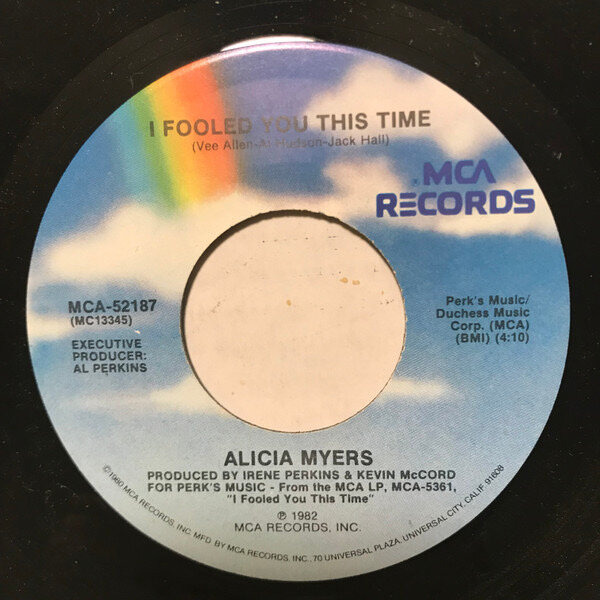 I FOOLED YOU THIS TIME
(Vee Allen-Al Hudson-Jack Hall)
MCA
RECORDS
MCA-52187
(MC13345)
EXECUTIVE
PRODUCER:
AL PERKINS
Perk's Music/
Duchess Music
Corp. (MCA)
(BMI) (4:10)
ALICIA MYERS
PRODUCED BY IRENE PERKINS & KEVIN McCORD
FOR PERK'S MUSIC - From the MCA LP, MCA-5361,
"I Fooled You This Time"
℗ 1982
MCA RECORDS, INC.
©1980 MCA RECORDS, INC. MFD. BY MCA RECORDS, INC., 70 UNIVERSAL PLAZA, UNIVERSAL CITY, CALIF. 91608